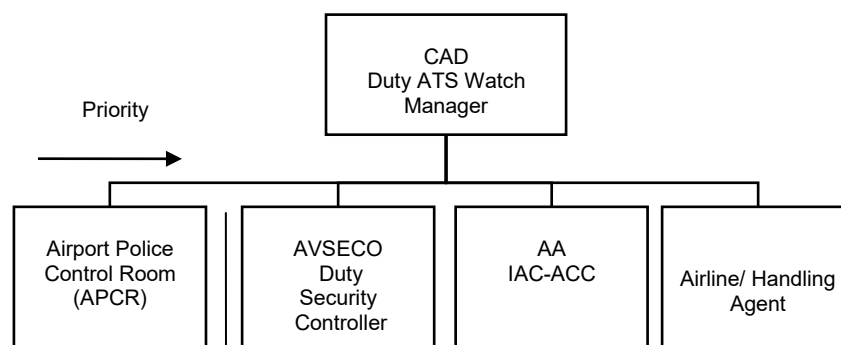 CAD
Duty ATS Watch
Manager
Priority
Airport Police
Control Room
(APCR)
AVSECO
Duty
Security
Controller
AA
IAC-ACC
Airline/ Handling
Agent